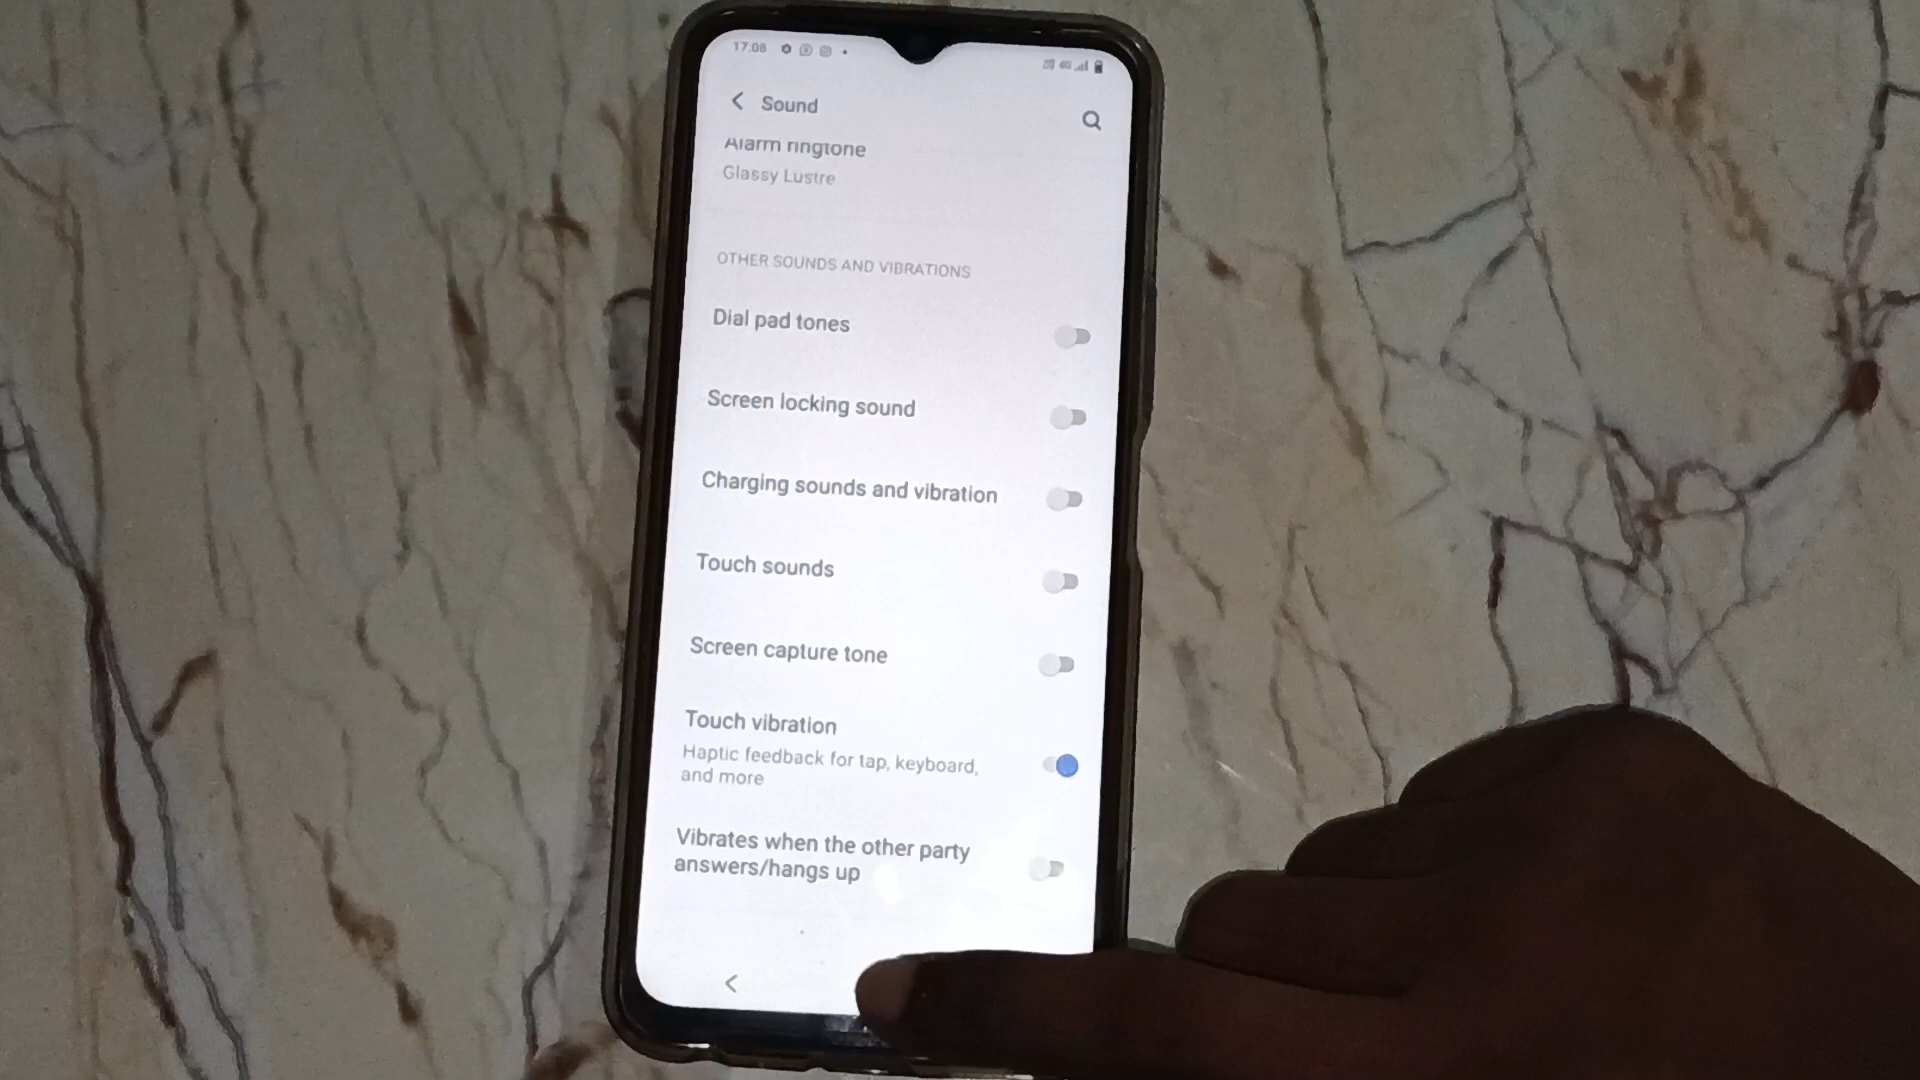 17:08
4G
Sound
Alarm ringtone
Glassy Lustre
OTHER SOUNDS AND VIBRATIONS
Dial pad tones
Screen locking sound
Charging sounds and vibration
Touch sounds
Screen capture tone
Touch vibration
Haptic feedback for tap, keyboard,
and more
Vibrates when the other party
answers/hangs up